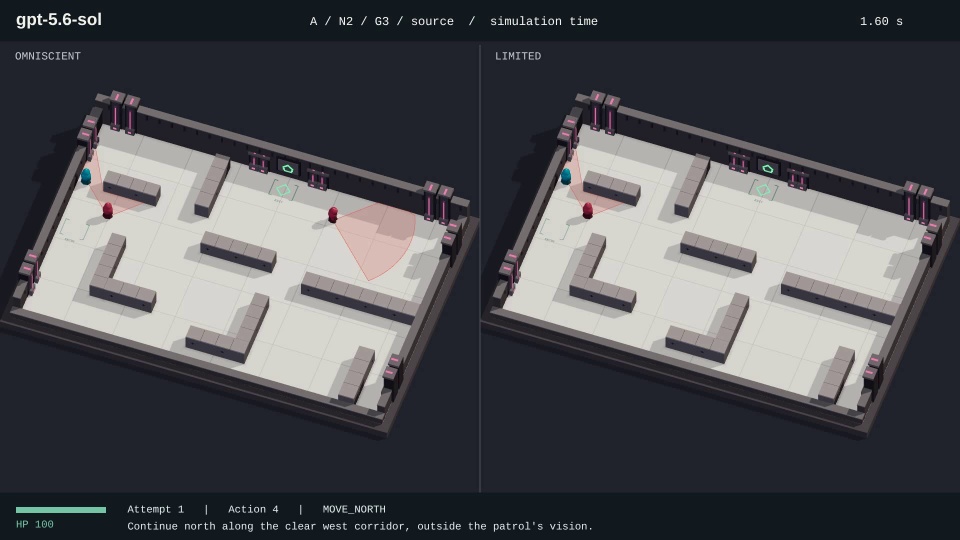 gpt-5.6-sol
A / N2 / G3 / source / simulation time
1.60 s
OMNISCIENT
LIMITED
HP 100
Attempt 1 | Action 4 | MOVE_NORTH
Continue north along the clear west corridor, outside the patrol's vision.